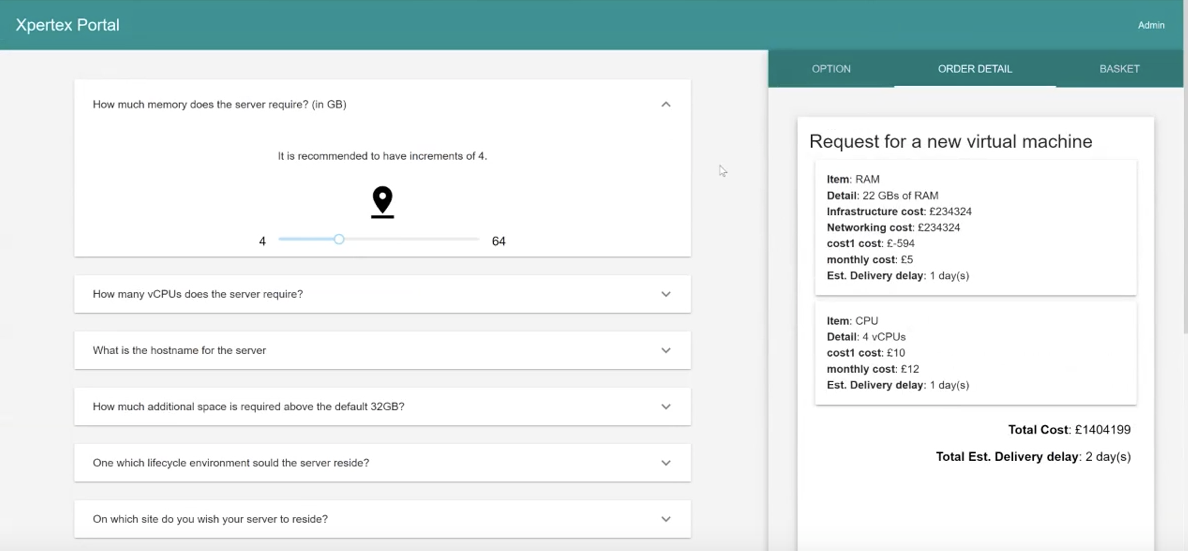 Xpertex Portal
Admin
OPTION
ORDER DETAIL
BASKET
How much memory does the server require? (in GB)
It is recommended to have increments of 4.
4
64
How many vCPUs does the server require?
What is the hostname for the server
How much additional space is required above the default 32GB?
One which lifecycle environment sould the server reside?
On which site do you wish your server to reside?
Request for a new virtual machine
Item: RAM
Detail: 22 GBs of RAM
Infrastructure cost: £234324
Networking cost: £234324
cost1 cost: £-594
monthly cost: £5
Est. Delivery delay: 1 day(s)
Item: CPU
Detail: 4 vCPUs
cost1 cost: £10
monthly cost: £12
Est. Delivery delay: 1 day(s)
Total Cost: £1404199
Total Est. Delivery delay: 2 day(s)